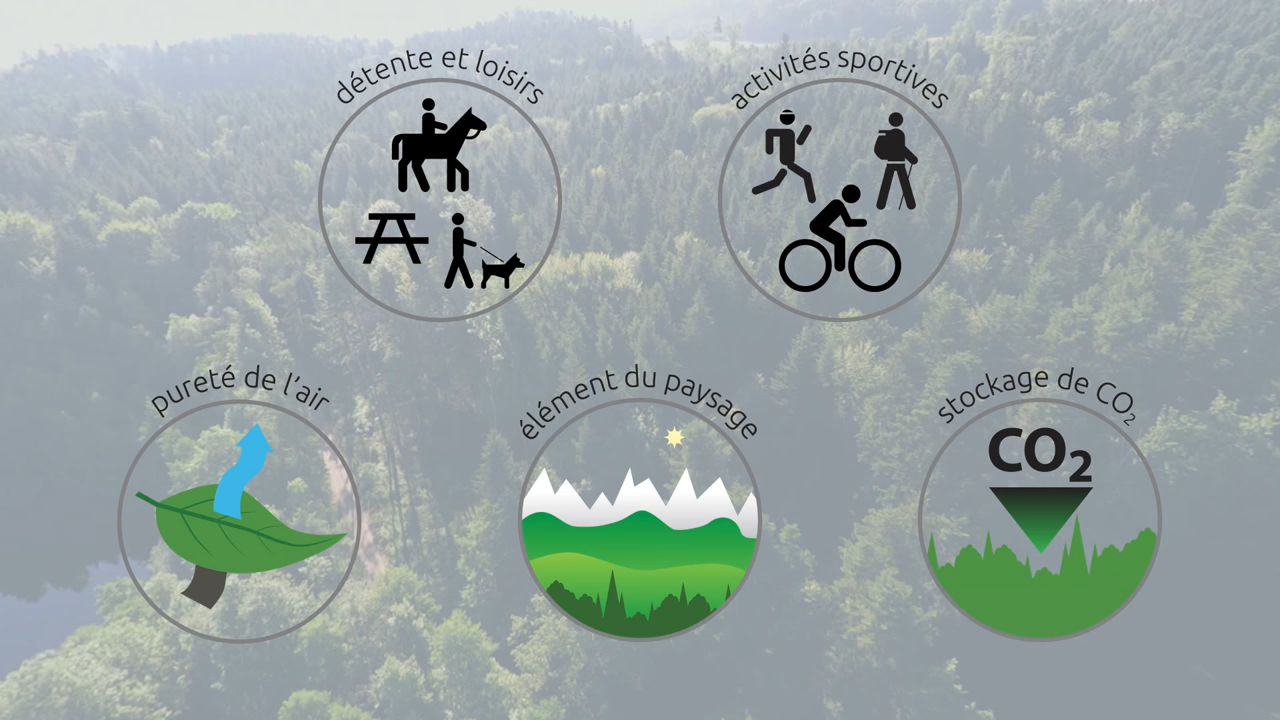 détente et loisirs
activités sportives
pureté de l'air
élément du paysage
stockage de CO₂
CO₂